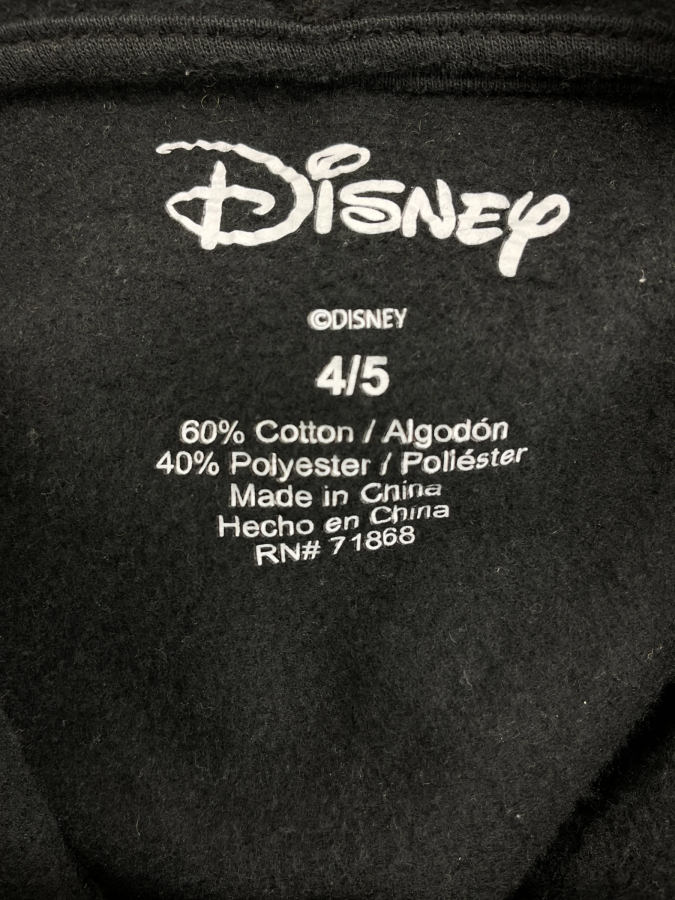 Disney
©DISNEY
4/5
60% Cotton / Algodón
40% Polyester / Poliéster
Made in China
Hecho en China
RN# 71868